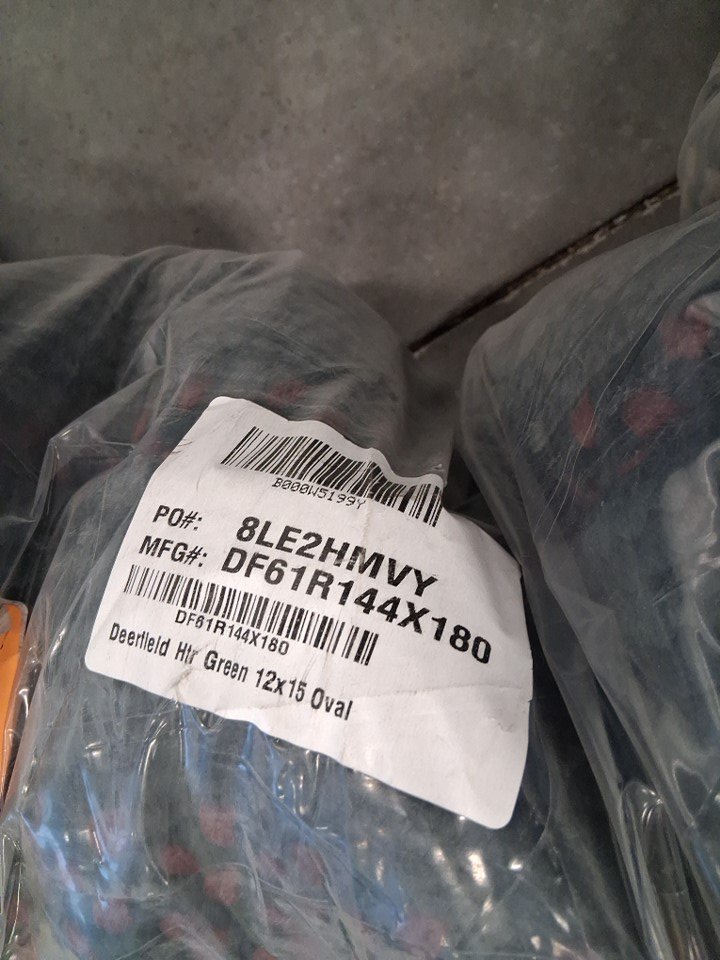 B000W5199Y
PO#: 8LE2HMVY
MFG#: DF61R144X180
DF61R144X180
Deerfield Htr Green 12x15 Oval